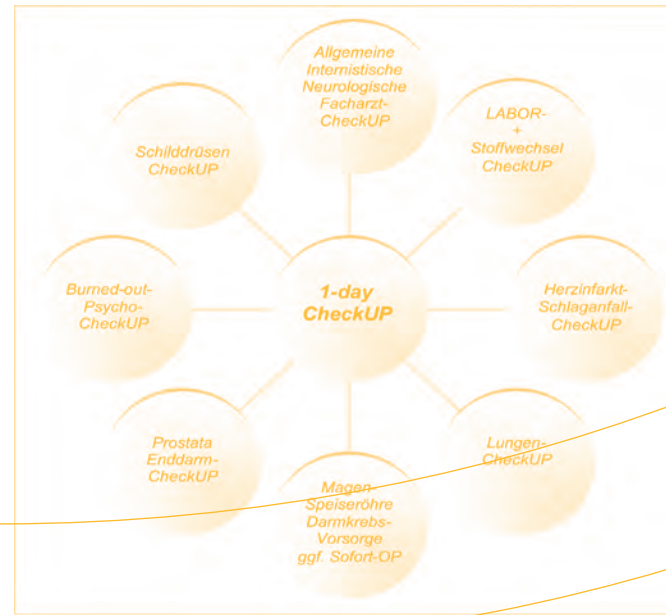 Allgemeine
Internistische
Neurologische
Facharzt-
CheckUP
LABOR-
+
Stoffwechsel
CheckUP
Herzinfarkt-
Schlaganfall-
CheckUP
Lungen-
CheckUP
Magen-
Speiseröhre
Darmkrebs-
Vorsorge
ggf. Sofort-OP
Prostata
Enddarm-
CheckUP
Burned-out-
Psycho-
CheckUP
Schilddrüsen
CheckUP
1-day
CheckUP